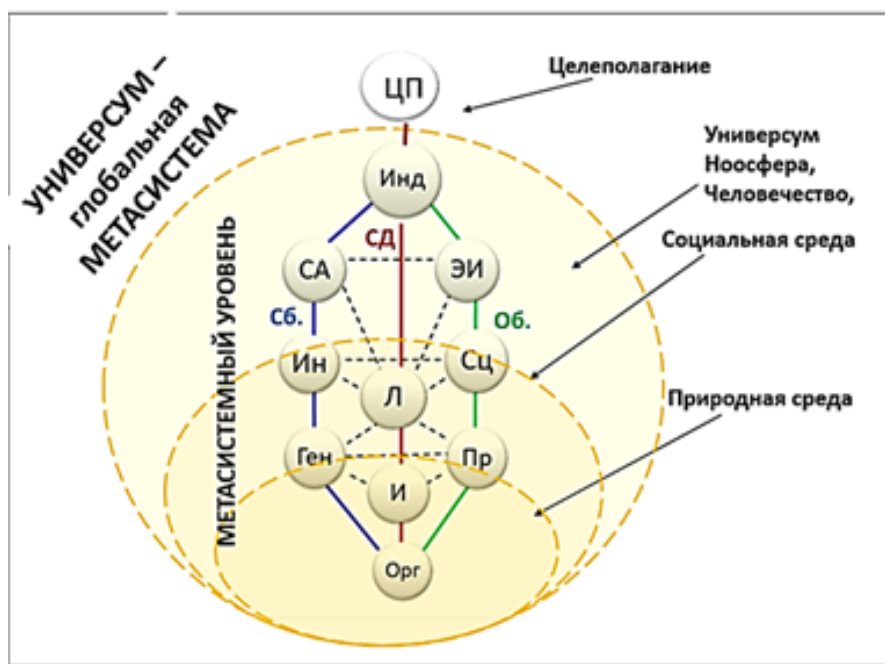 УНИВЕРСУМ –
глобальная
МЕТАСИСТЕМА
МЕТАСИСТЕМНЫЙ УРОВЕНЬ
ЦП
Целеполагание
Универсум
Ноосфера,
Человечество,
Инд
СД
Социальная среда
СА
ЭИ
Сб.
Об.
Ин
Сц
Л
Природная среда
Ген
Пр
И
Орг